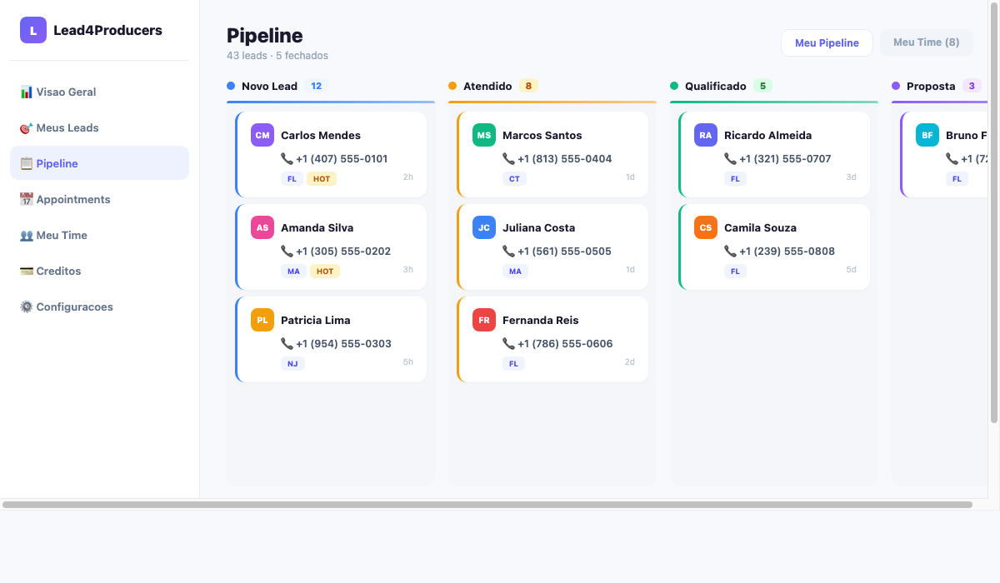 L Lead4Producers
Visao Geral
Meus Leads
Pipeline
Appointments
Meu Time
Creditos
Configuracoes
Pipeline
43 leads · 5 fechados
Meu Pipeline
Meu Time (8)
Novo Lead 12
CM Carlos Mendes
+1 (407) 555-0101
FL HOT 2h
AS Amanda Silva
+1 (305) 555-0202
MA HOT 3h
PL Patricia Lima
+1 (954) 555-0303
NJ 5h
Atendido 8
MS Marcos Santos
+1 (813) 555-0404
CT 1d
JC Juliana Costa
+1 (561) 555-0505
MA 1d
FR Fernanda Reis
+1 (786) 555-0606
FL 2d
Qualificado 5
RA Ricardo Almeida
+1 (321) 555-0707
FL 3d
CS Camila Souza
+1 (239) 555-0808
FL 5d
Proposta 3
BF Bruno F
+1 (72
FL